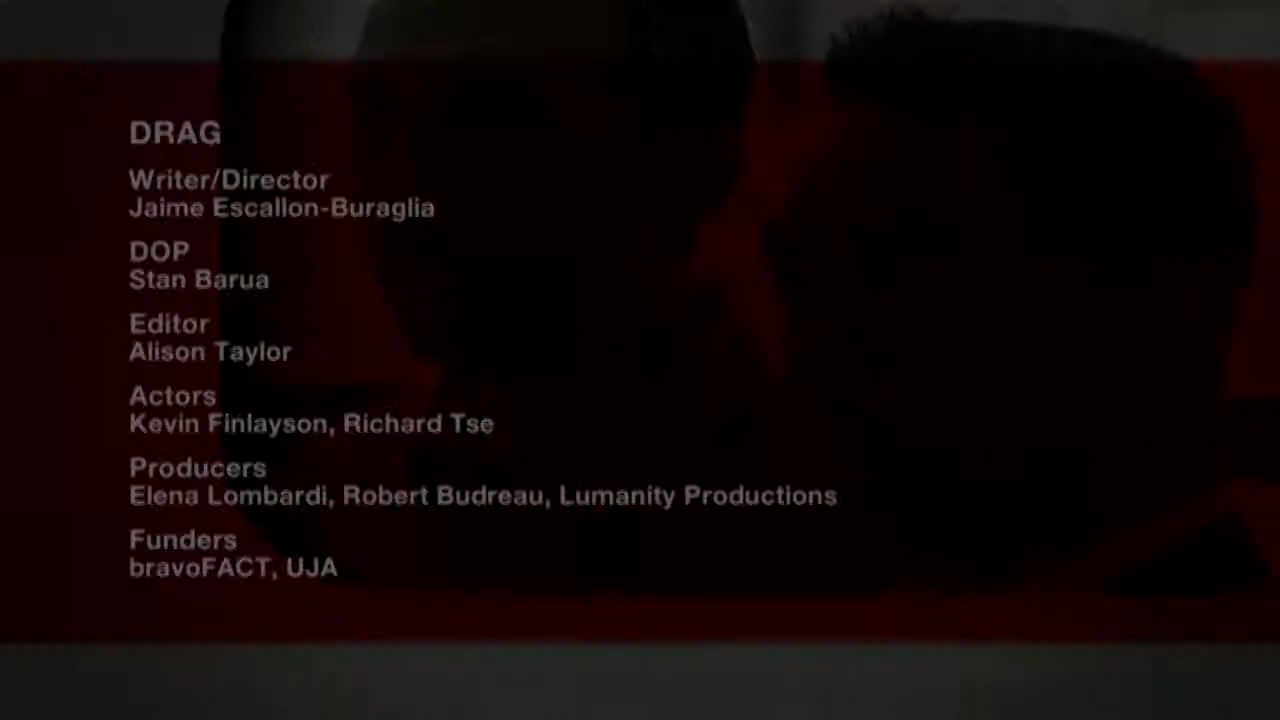 DRAG
Writer/Director
Jaime Escallon-Buraglia
DOP
Stan Barua
Editor
Alison Taylor
Actors
Kevin Finlayson, Richard Tse
Producers
Elena Lombardi, Robert Budreau, Lumanity Productions
Funders
bravoFACT, UJA